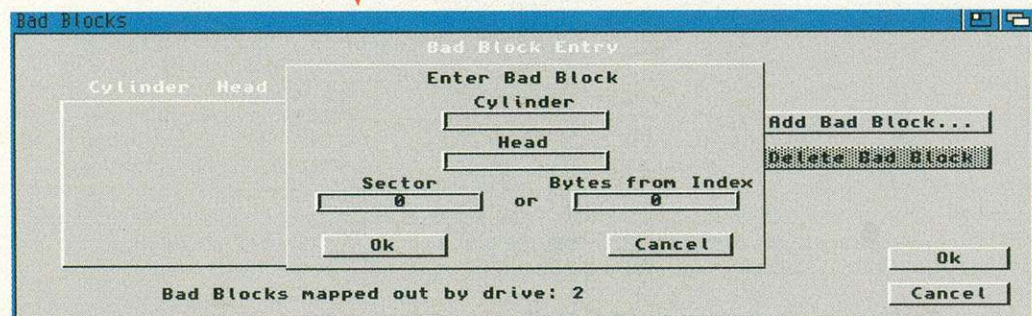 Bad Blocks
Bad Block Entry
Cylinder Head
Enter Bad Block
Cylinder
Head
Sector
0
or
Bytes from Index
0
Ok
Cancel
Add Bad Block...
Delete Bad Block
Ok
Bad Blocks mapped out by drive: 2
Cancel